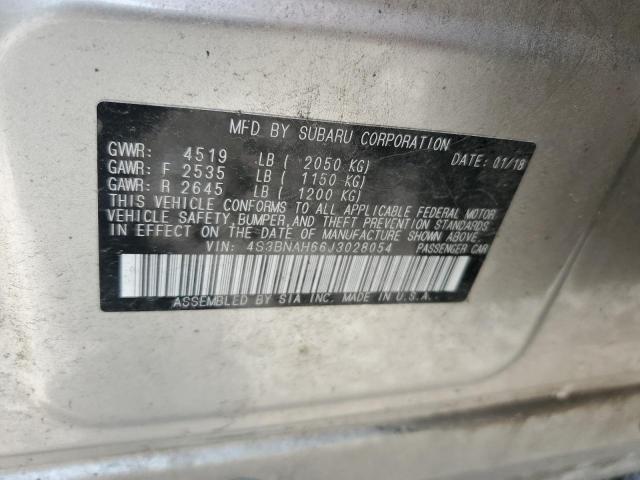 MFD BY SUBARU CORPORATION
GVWR: 4519 LB ( 2050 KG) DATE: 01/18
GAWR: F 2535 LB ( 1150 KG)
GAWR: R 2645 LB ( 1200 KG)
THIS VEHICLE CONFORMS TO ALL APPLICABLE FEDERAL MOTOR
VEHICLE SAFETY, BUMPER, AND THEFT PREVENTION STANDARDS
IN EFFECT ON THE DATE OF MANUFACTURE SHOWN ABOVE.
VIN: 4S3BNAH66J3028054 PASSENGER CAR
ASSEMBLED BY SIA INC. MADE IN U.S.A.